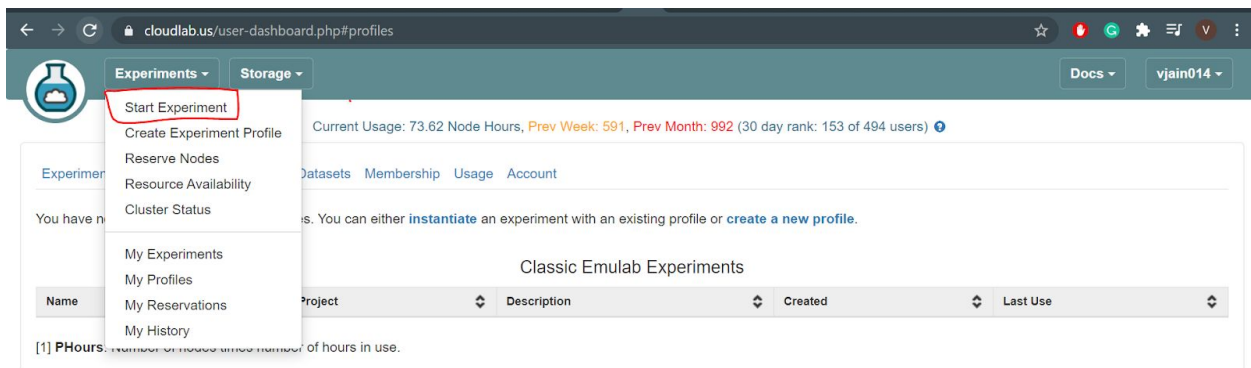 cloudlab.us/user-dashboard.php#profiles
V
Experiments Storage Docs vjain014
Start Experiment
Create Experiment Profile
Reserve Nodes
Resource Availability
Cluster Status
My Experiments
My Profiles
My Reservations
My History
Current Usage: 73.62 Node Hours, Prev Week: 591, Prev Month: 992 (30 day rank: 153 of 494 users)
Datasets Membership Usage Account
You have You can either instantiate an experiment with an existing profile or create a new profile.
Classic Emulab Experiments
Name Project Description Created Last Use
[1] PHours: of hours in use.